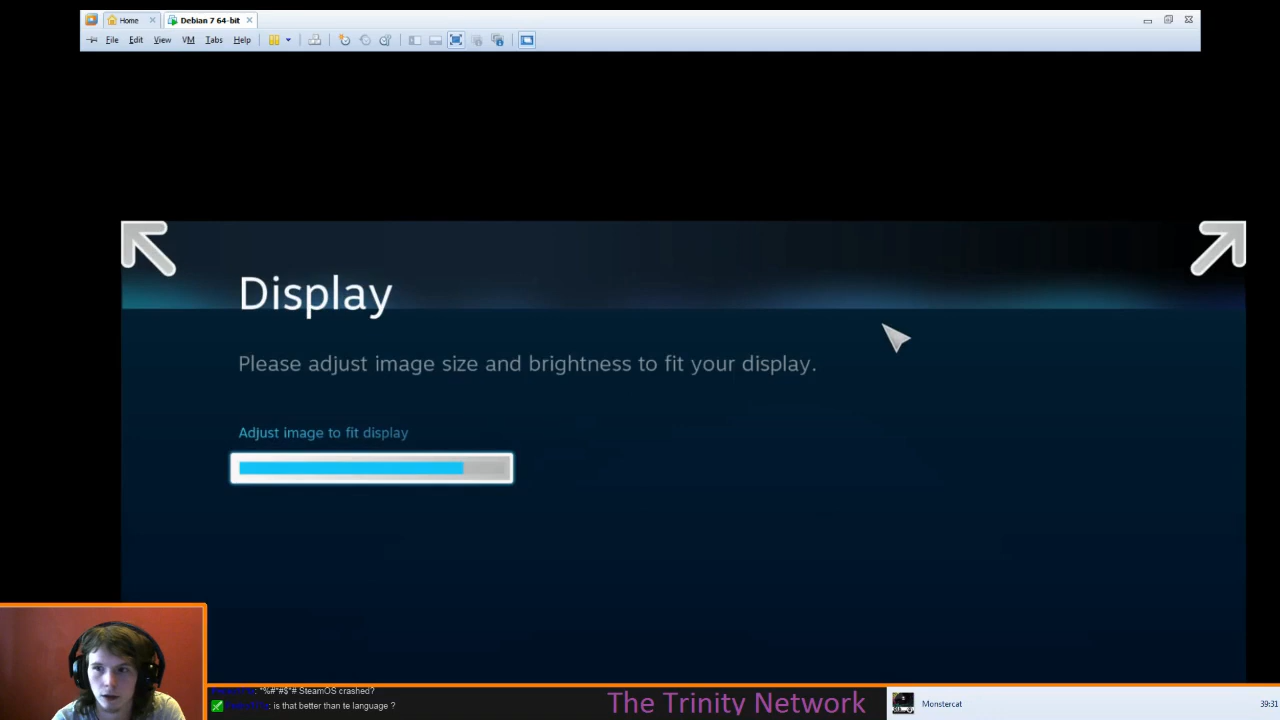 Home
Debian 7 64-bit
File Edit View VM Tabs Help
Display
Please adjust image size and brightness to fit your display.
Adjust image to fit display
: *%#*#$*# SteamOS crashed?
: is that better than te language ?
The Trinity Network
Monstercat
39:31